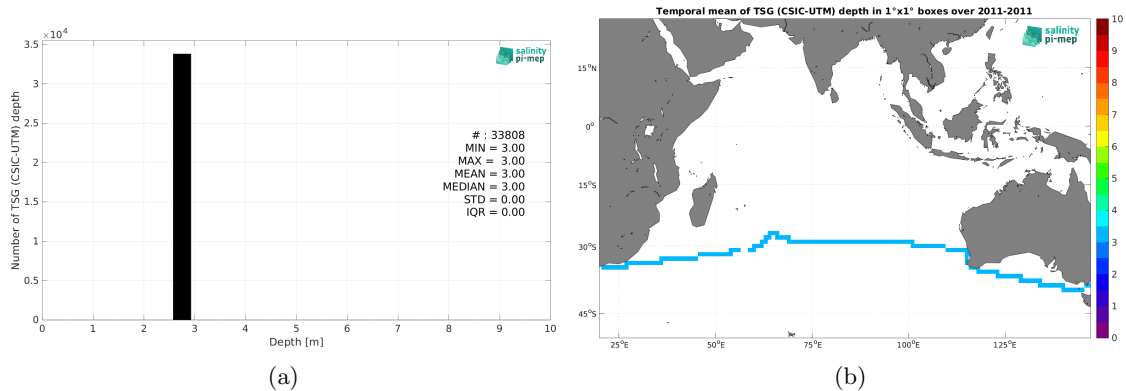 ×10⁴
3.5
3
2.5
2
1.5
1
0.5
0
Number of TSG (CSIC-UTM) depth
salinity
pi-mep
# : 33808
MIN = 3.00
MAX = 3.00
MEAN = 3.00
MEDIAN = 3.00
STD = 0.00
IQR = 0.00
0 1 2 3 4 5 6 7 8 9 10
Depth [m]
(a)
Temporal mean of TSG (CSIC-UTM) depth in 1°x1° boxes over 2011-2011
salinity
pi-mep
15°N
0°
15°S
30°S
45°S
25°E 50°E 75°E 100°E 125°E
10
9
8
7
6
5
4
3
2
1
0
(b)